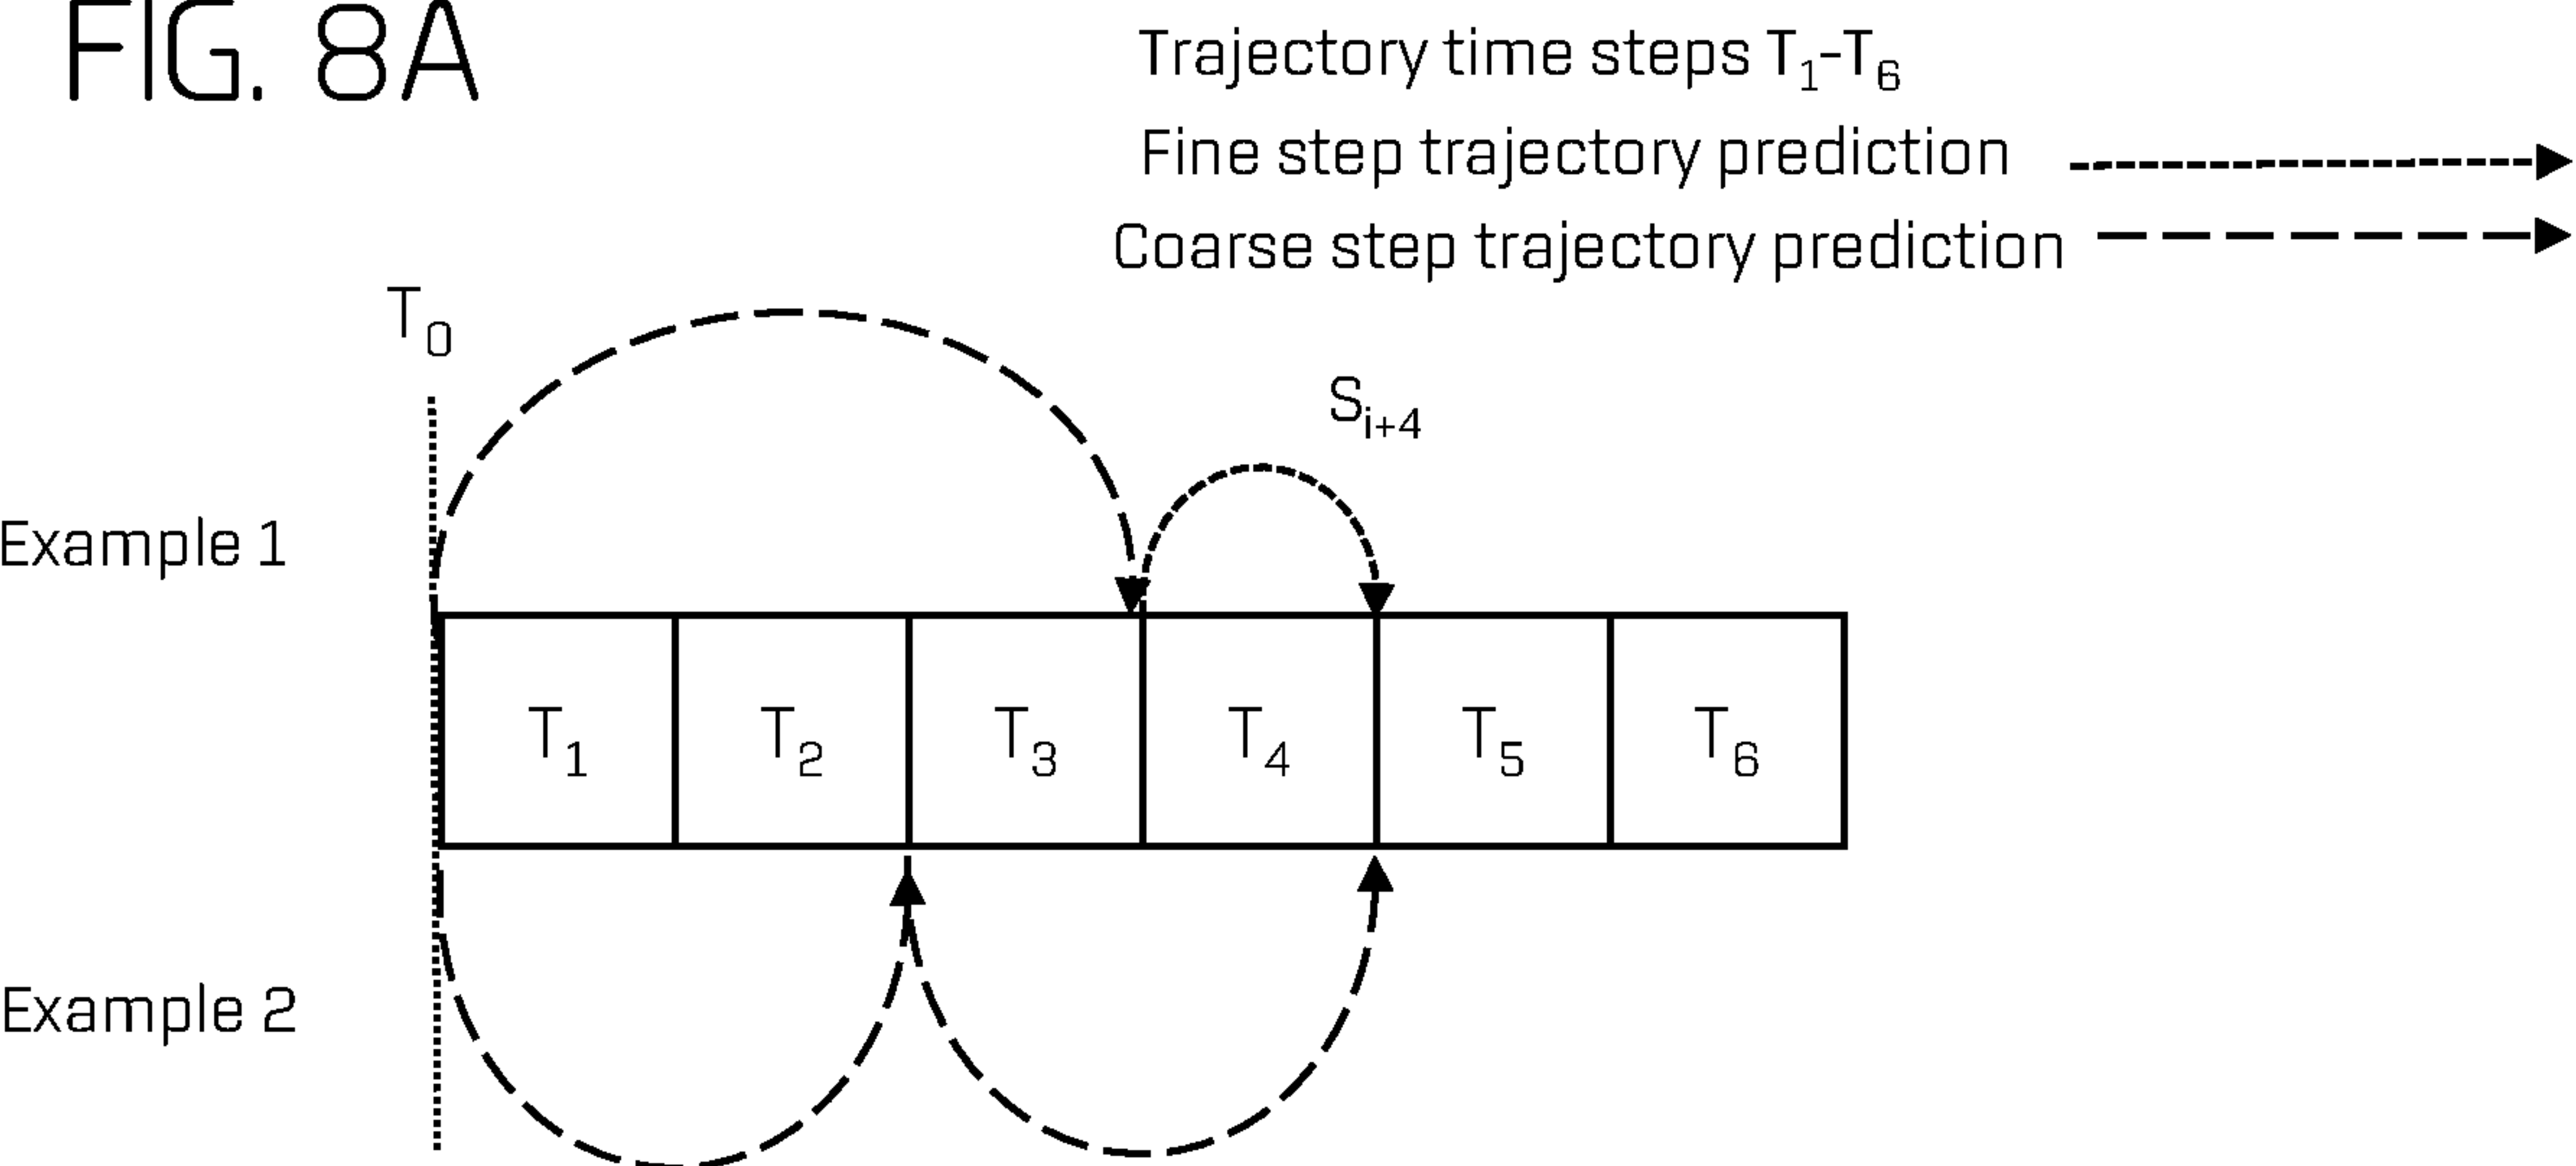 FIG. 8A
Trajectory time steps T₁-T₆
Fine step trajectory prediction
Coarse step trajectory prediction
T₀
Sᵢ₊₄
Example 1
T₁ T₂ T₃ T₄ T₅ T₆
Example 2